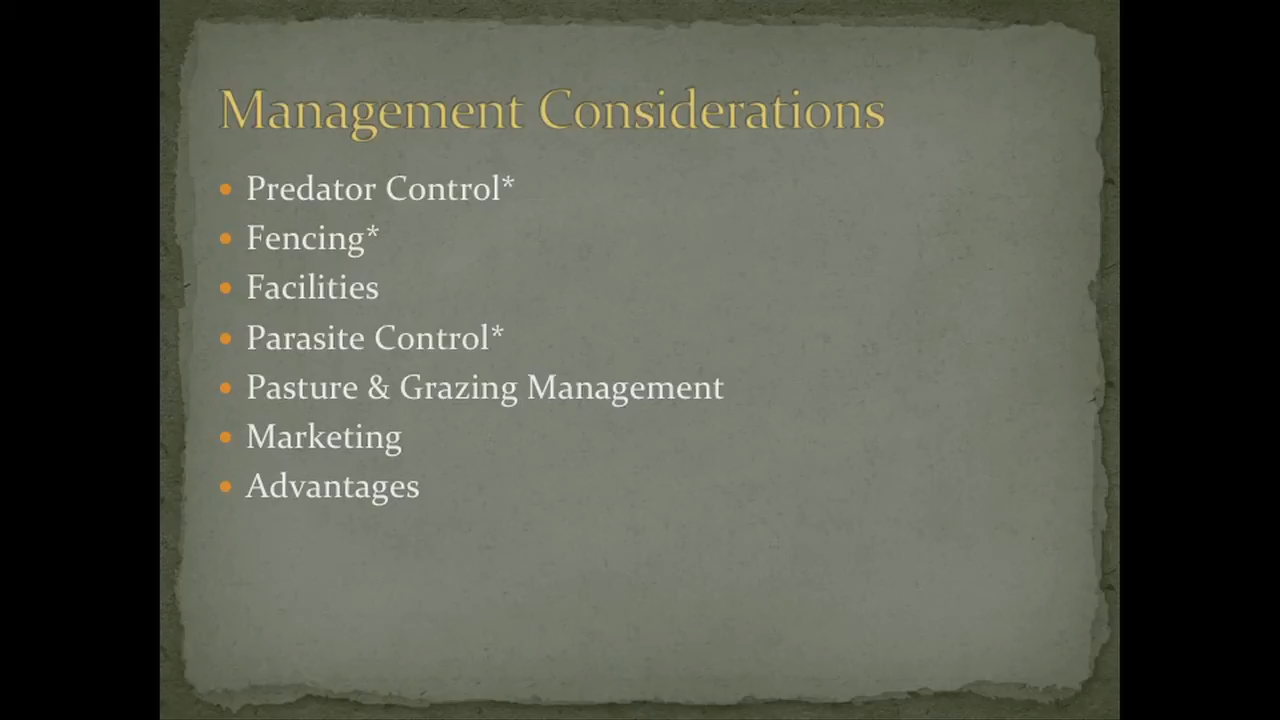 Management Considerations
• Predator Control*
• Fencing*
• Facilities
• Parasite Control*
• Pasture & Grazing Management
• Marketing
• Advantages